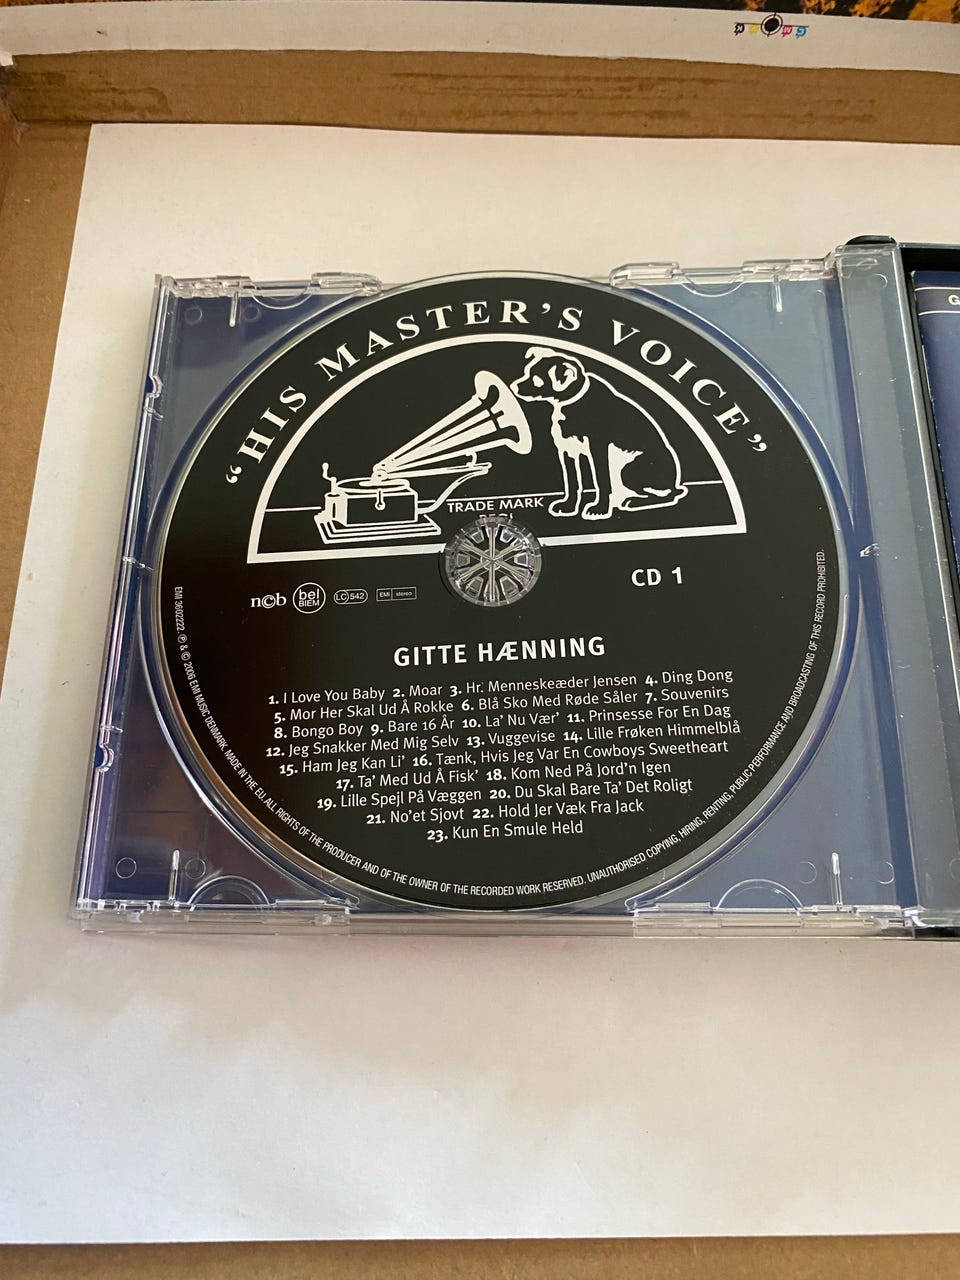 "HIS MASTER'S VOICE"
TRADE MARK
CD 1
n©b bel BIEM LC 542 EMI stereo
GITTE HÆNNING
1. I Love You Baby 2. Moar 3. Hr. Menneskeæder Jensen 4. Ding Dong
5. Mor Her Skal Ud Å Rokke 6. Blå Sko Med Røde Såler 7. Souvenirs
8. Bongo Boy 9. Bare 16 År 10. La' Nu Vær' 11. Prinsesse For En Dag
12. Jeg Snakker Med Mig Selv 13. Vuggevise 14. Lille Frøken Himmelblå
15. Ham Jeg Kan Li' 16. Tænk, Hvis Jeg Var En Cowboys Sweetheart
17. Ta' Med Ud Å Fisk' 18. Kom Ned På Jord'n Igen
19. Lille Spejl På Væggen 20. Du Skal Bare Ta' Det Roligt
21. No'et Sjovt 22. Hold Jer Væk Fra Jack
23. Kun En Smule Held
EMI 3602222. ℗ & © 2006 EMI MUSIC DENMARK. MADE IN THE EU. ALL RIGHTS OF THE PRODUCER AND OF THE OWNER OF THE RECORDED WORK RESERVED. UNAUTHORISED COPYING, HIRING, RENTING, PUBLIC PERFORMANCE AND BROADCASTING OF THIS RECORD PROHIBITED.